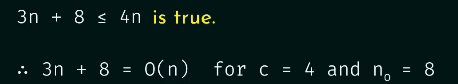 3n + 8 ≤ 4n is true.
∴ 3n + 8 = O(n) for c = 4 and n₀ = 8